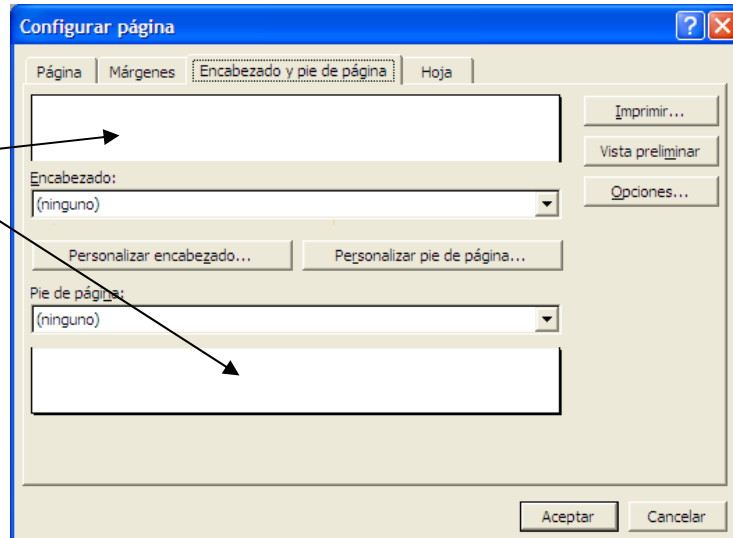 Configurar página
Página Márgenes Encabezado y pie de página Hoja
Imprimir...
Vista preliminar
Encabezado:
Opciones...
(ninguno)
Personalizar encabezado... Personalizar pie de página...
Pie de página:
(ninguno)
Aceptar Cancelar